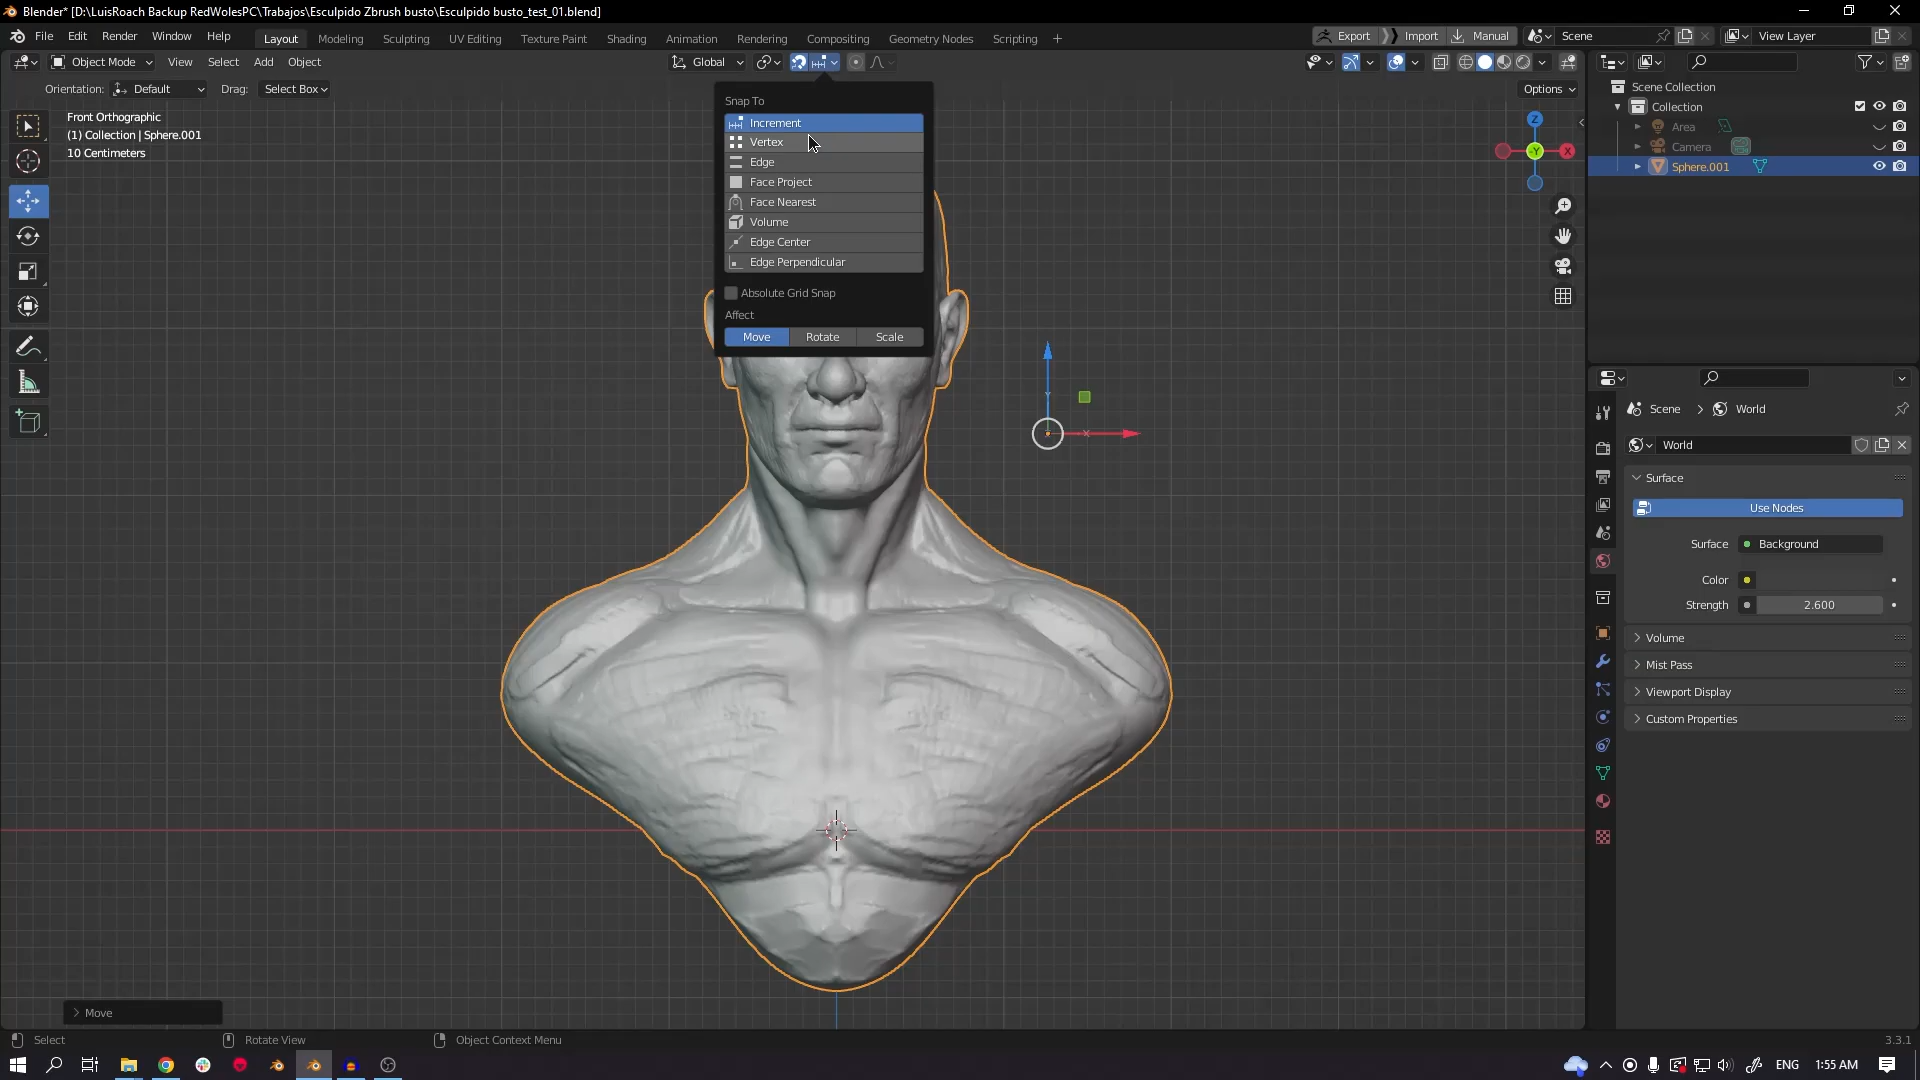 Blender* [D:\LuisRoach Backup RedWolesPC\Trabajos\Esculpido Zbrush busto\Esculpido busto_test_01.blend]
File Edit Render Window Help Layout Modeling Sculpting UV Editing Texture Paint Shading Animation Rendering Compositing Geometry Nodes Scripting + Export Import Manual Scene View Layer
Object Mode View Select Add Object Global
Orientation: Default Drag: Select Box Options
Front Orthographic
(1) Collection | Sphere.001
10 Centimeters
Snap To
Increment
Vertex
Edge
Face Project
Face Nearest
Volume
Edge Center
Edge Perpendicular
Absolute Grid Snap
Affect
Move Rotate Scale
Z
-Y
X
X
Scene Collection
Collection
Area
Camera
Sphere.001
Scene World
World
Surface
Use Nodes
Surface Background
Color
Strength 2.600
Volume
Mist Pass
Viewport Display
Custom Properties
Move
Select Rotate View Object Context Menu 3.3.1
ENG 1:55 AM